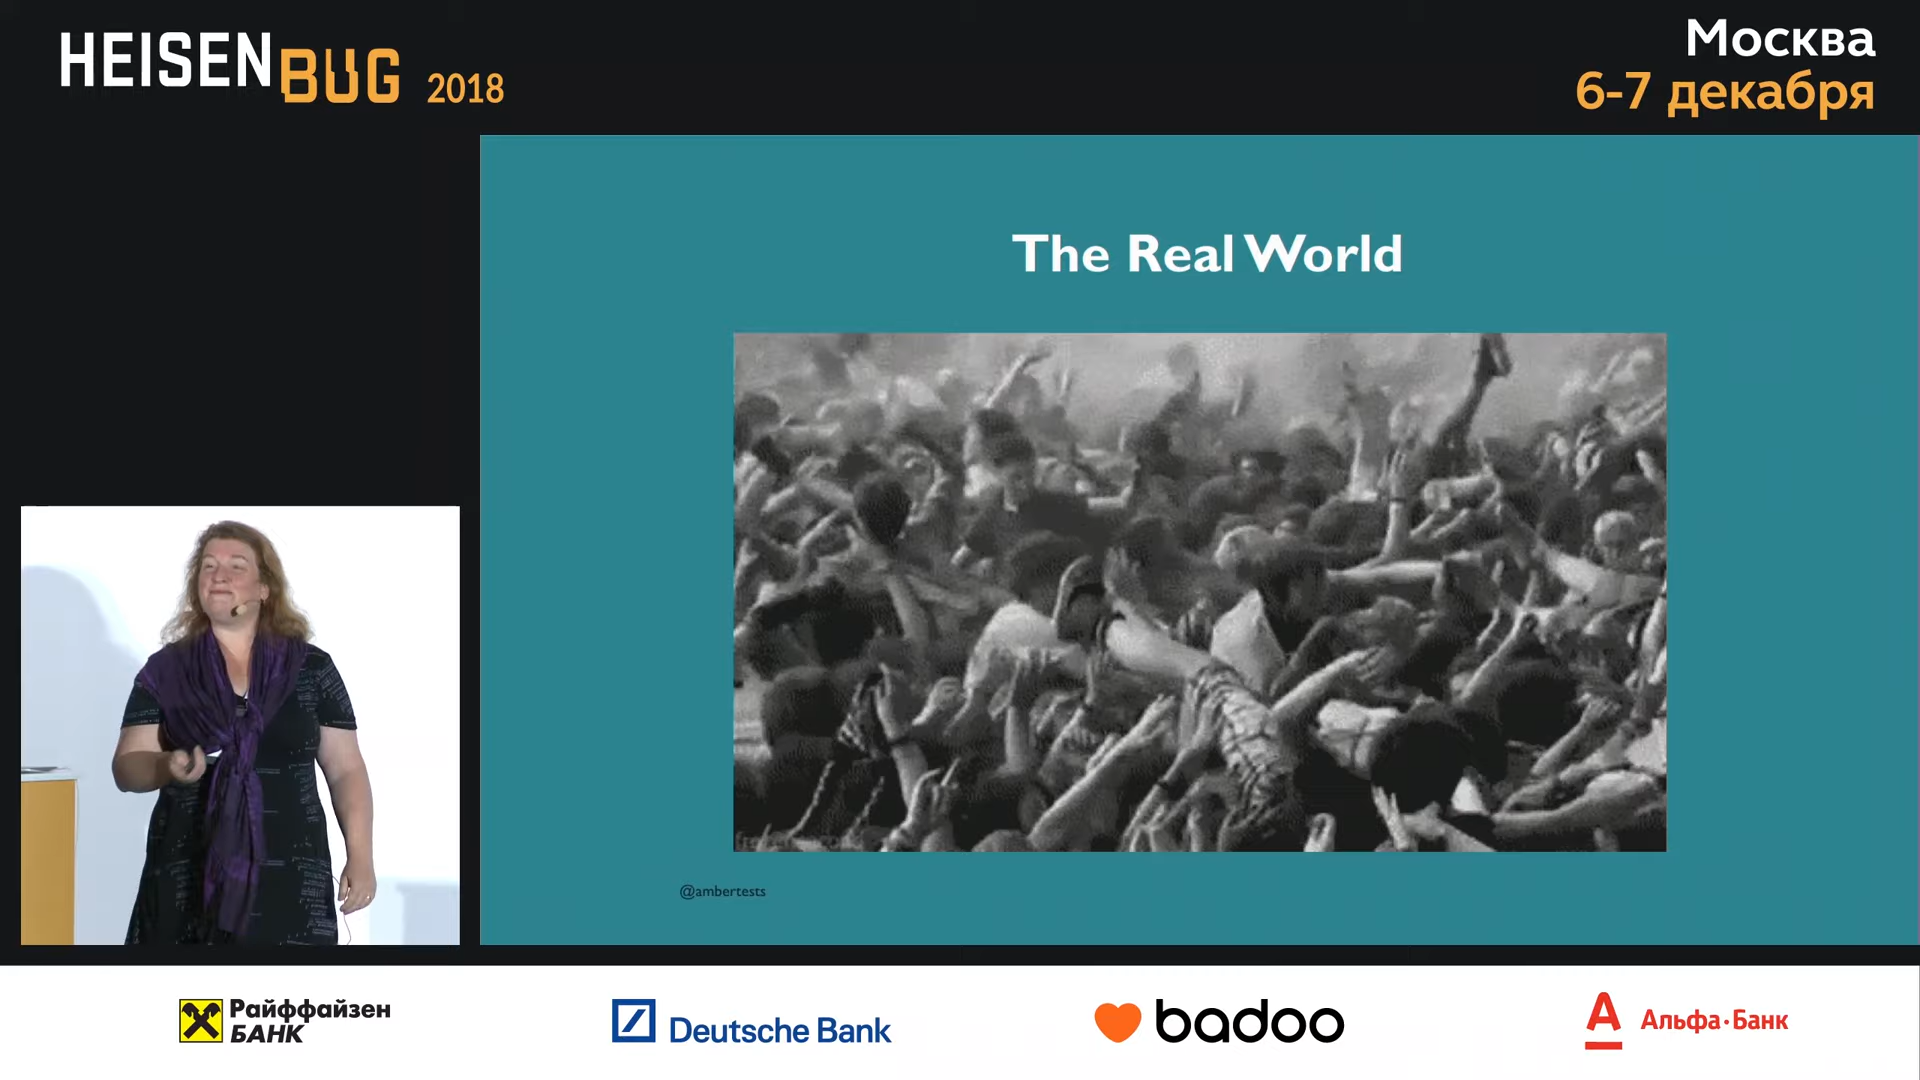 HEISENBUG 2018
Москва
6-7 декабря
The Real World
@ambertests
Райффайзен
БАНК
Deutsche Bank
badoo
Альфа·Банк